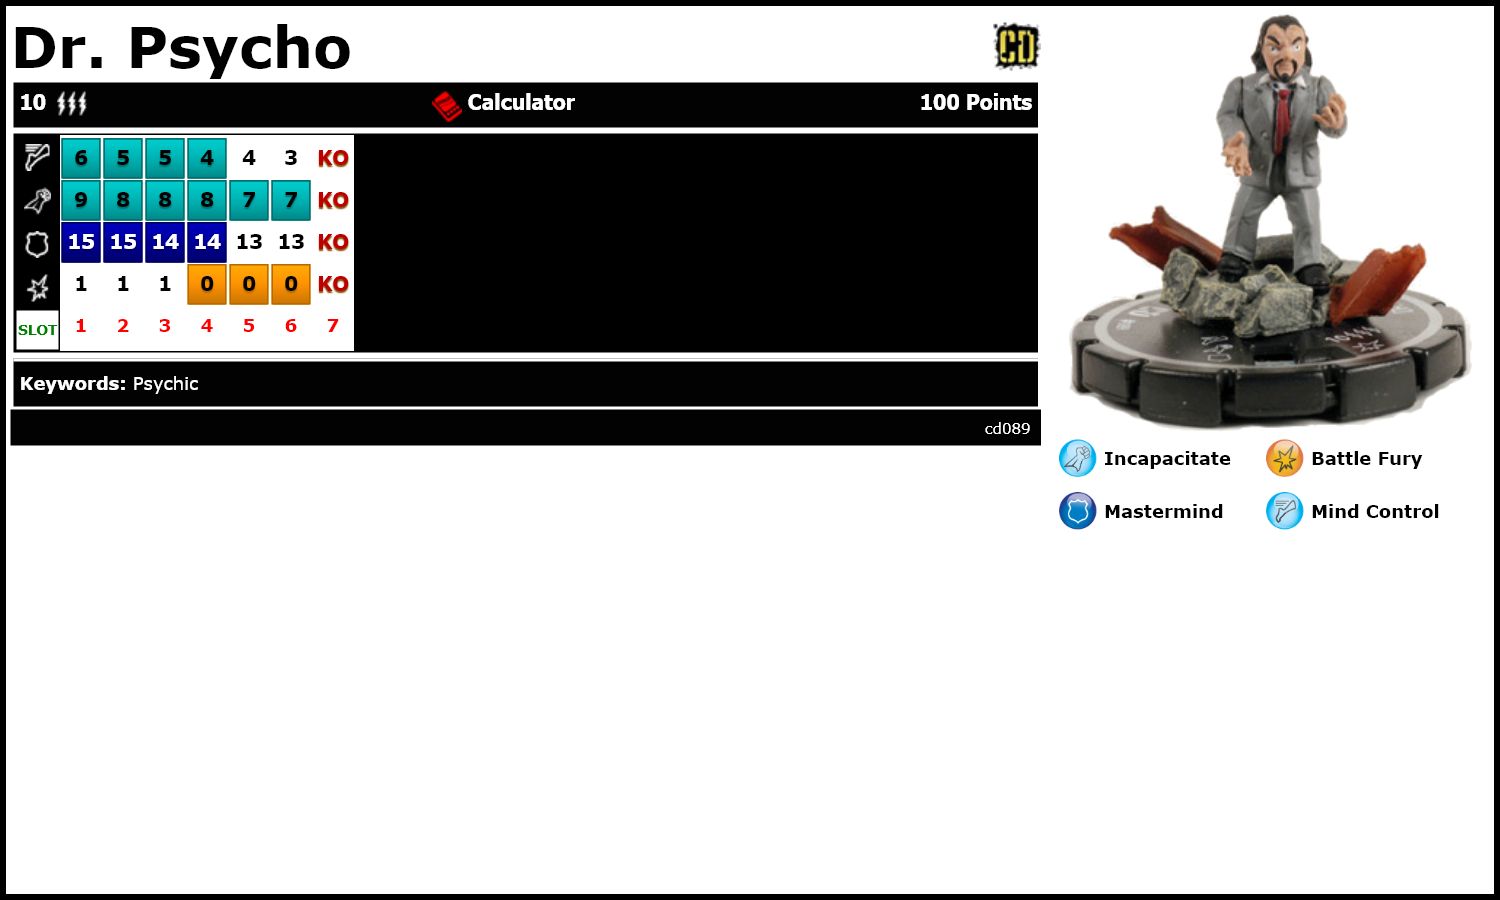 Dr. Psycho
CD
10 Calculator 100 Points
6 5 5 4 4 3 KO
9 8 8 8 7 7 KO
15 15 14 14 13 13 KO
1 1 1 0 0 0 KO
SLOT 1 2 3 4 5 6 7
Keywords: Psychic
cd089
Incapacitate Battle Fury
Mastermind Mind Control